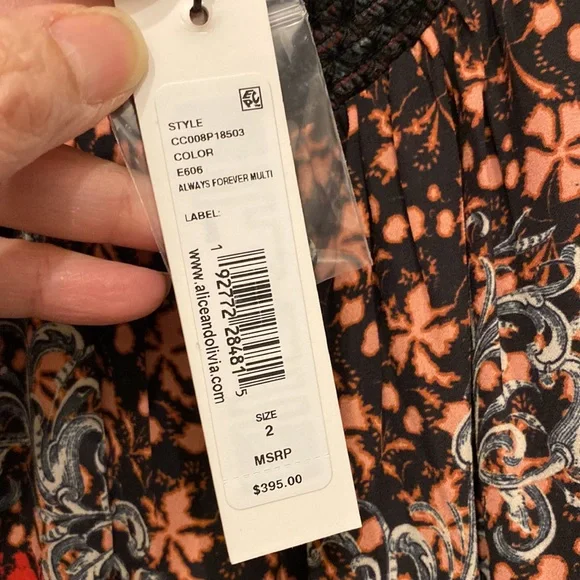 STYLE
CC008P18503
COLOR
E606
ALWAYS FOREVER MULTI
LABEL:
1 92772 28481 5
www.aliceandolivia.com
SIZE
2
MSRP
$395.00